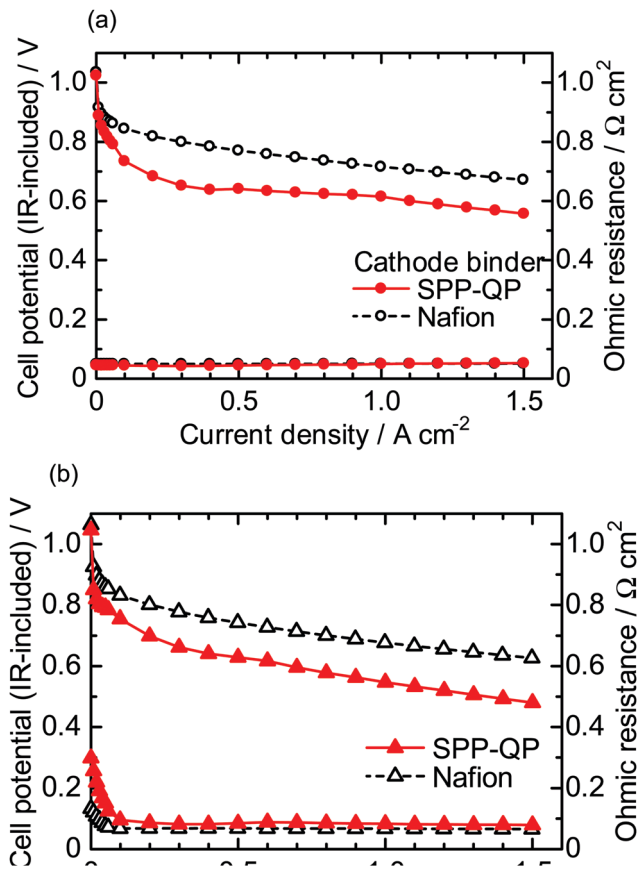 (a)
Cell potential (IR-included) / V
1.0
0.8
0.6
0.4
0.2
0
Cathode binder
SPP-QP
Nafion
1.0
0.8
0.6
0.4
0.2
0
Ohmic resistance / Ω cm²
0 0.5 1.0 1.5
Current density / A cm⁻²
(b)
Cell potential (IR-included) / V
1.0
0.8
0.6
0.4
0.2
0
SPP-QP
Nafion
1.0
0.8
0.6
0.4
0.2
0
Ohmic resistance / Ω cm²